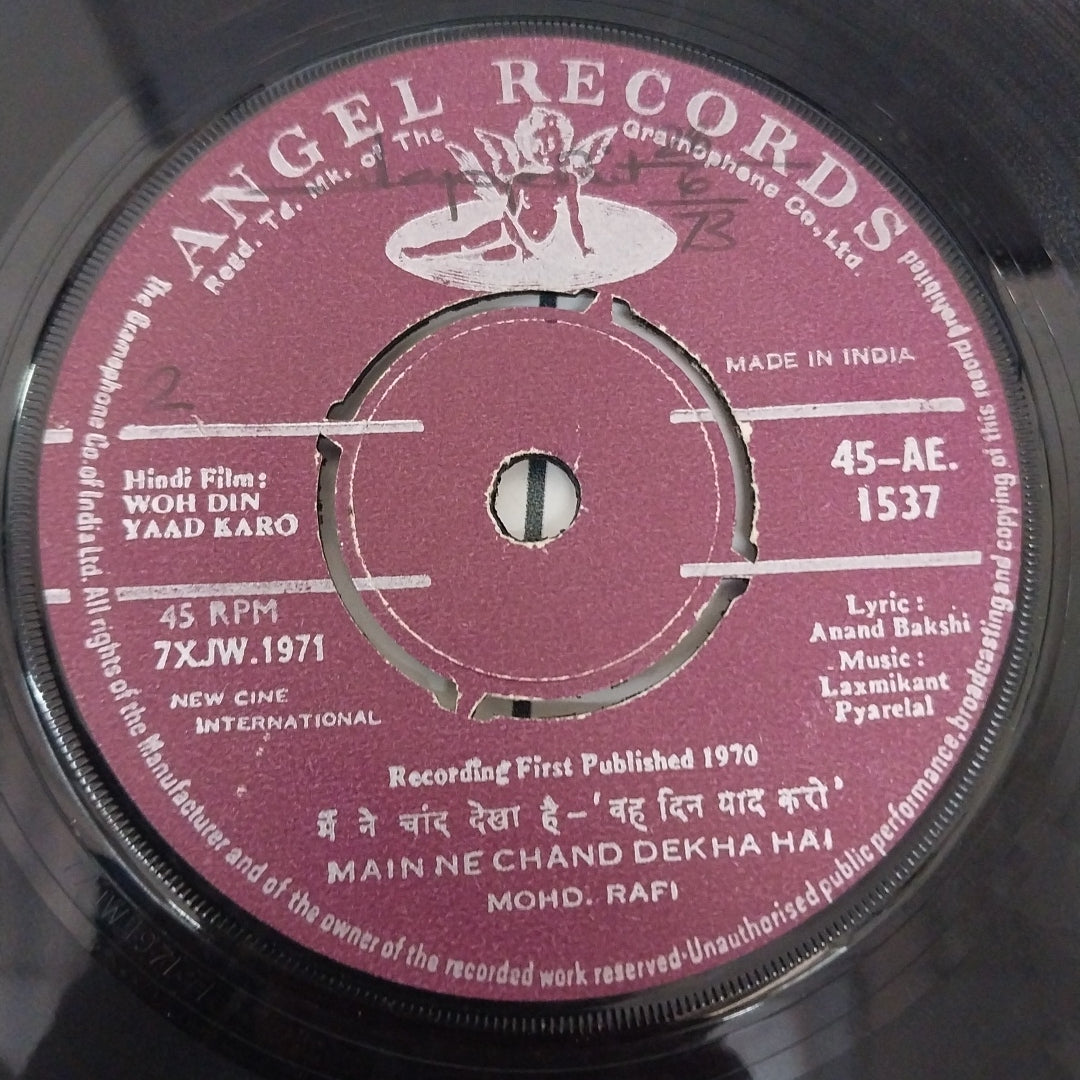 ANGEL RECORDS
Regd. Td. Mk. of The Gramophone Co., Ltd.
26
6
73
MADE IN INDIA
2
Hindi Film:
WOH DIN
YAAD KARO
45-AE.
1537
45 RPM
7XJW.1971
NEW CINE
INTERNATIONAL
Lyric :
Anand Bakshi
Music :
Laxmikant
Pyarelal
Recording First Published 1970
मैं ने चांद देखा है - 'वह दिन याद करो'
MAIN NE CHAND DEKHA HAI
MOHD. RAFI
The Gramophone Co. of India Ltd. All rights of the Manufacturer and of the owner of the recorded work reserved·Unauthorised public performance, broadcasting and copying of this record prohibited